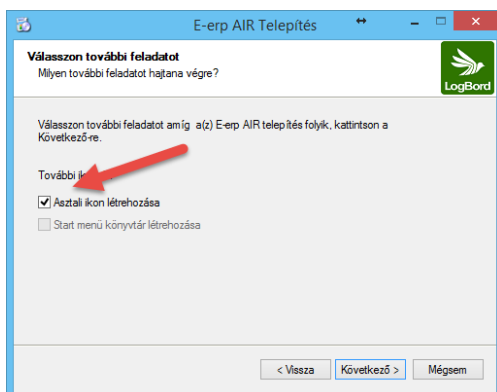 E-erp AIR Telepítés
Válasszon további feladatot
Milyen további feladatot hajtana végre?
LogBord
Válasszon további feladatot amíg a(z) E-erp AIR telepítés folyik, kattintson a
Következő-re.
További
Asztali ikon létrehozása
Start menü könyvtár létrehozása
< Vissza
Következő >
Mégsem